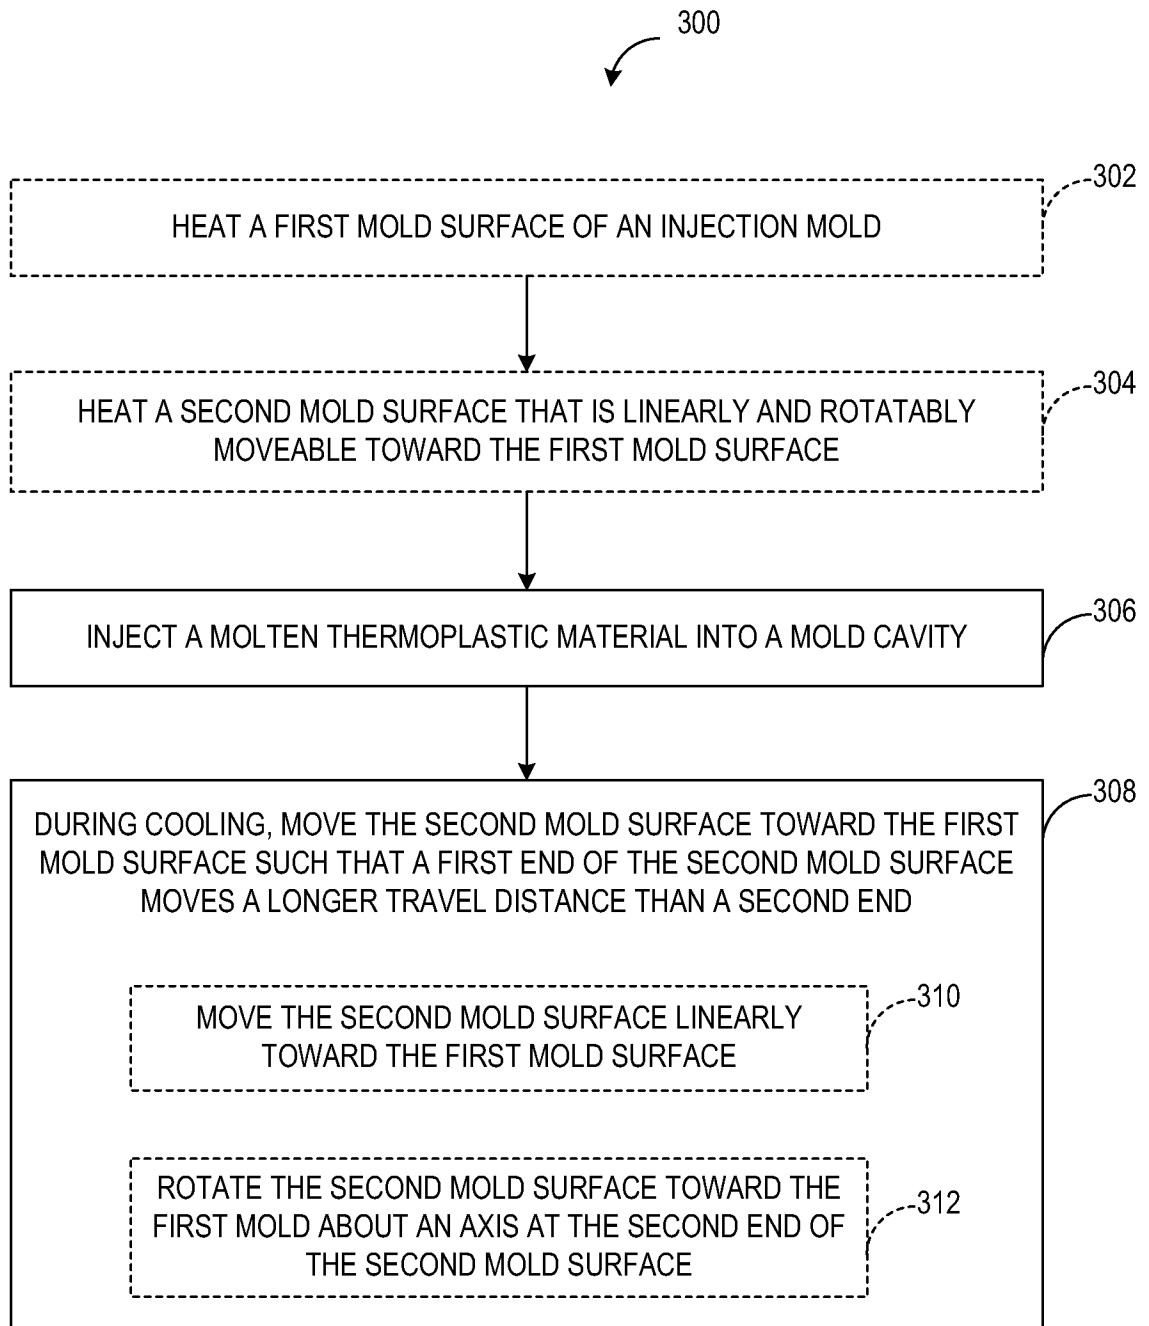 300
302
HEAT A FIRST MOLD SURFACE OF AN INJECTION MOLD
304
HEAT A SECOND MOLD SURFACE THAT IS LINEARLY AND ROTATABLY
MOVEABLE TOWARD THE FIRST MOLD SURFACE
306
INJECT A MOLTEN THERMOPLASTIC MATERIAL INTO A MOLD CAVITY
308
DURING COOLING, MOVE THE SECOND MOLD SURFACE TOWARD THE FIRST
MOLD SURFACE SUCH THAT A FIRST END OF THE SECOND MOLD SURFACE
MOVES A LONGER TRAVEL DISTANCE THAN A SECOND END
310
MOVE THE SECOND MOLD SURFACE LINEARLY
TOWARD THE FIRST MOLD SURFACE
312
ROTATE THE SECOND MOLD SURFACE TOWARD THE
FIRST MOLD ABOUT AN AXIS AT THE SECOND END OF
THE SECOND MOLD SURFACE